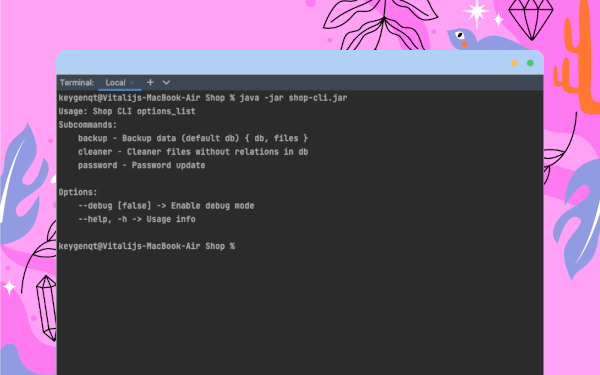 Terminal: Local × + 
keygenqt@Vitalijs-MacBook-Air Shop % java -jar shop-cli.jar
Usage: Shop CLI options_list
Subcommands:
    backup - Backup data (default db) { db, files }
    cleaner - Cleaner files without relations in db
    password - Password update
Options:
    --debug [false] -> Enable debug mode
    --help, -h -> Usage info
keygenqt@Vitalijs-MacBook-Air Shop %